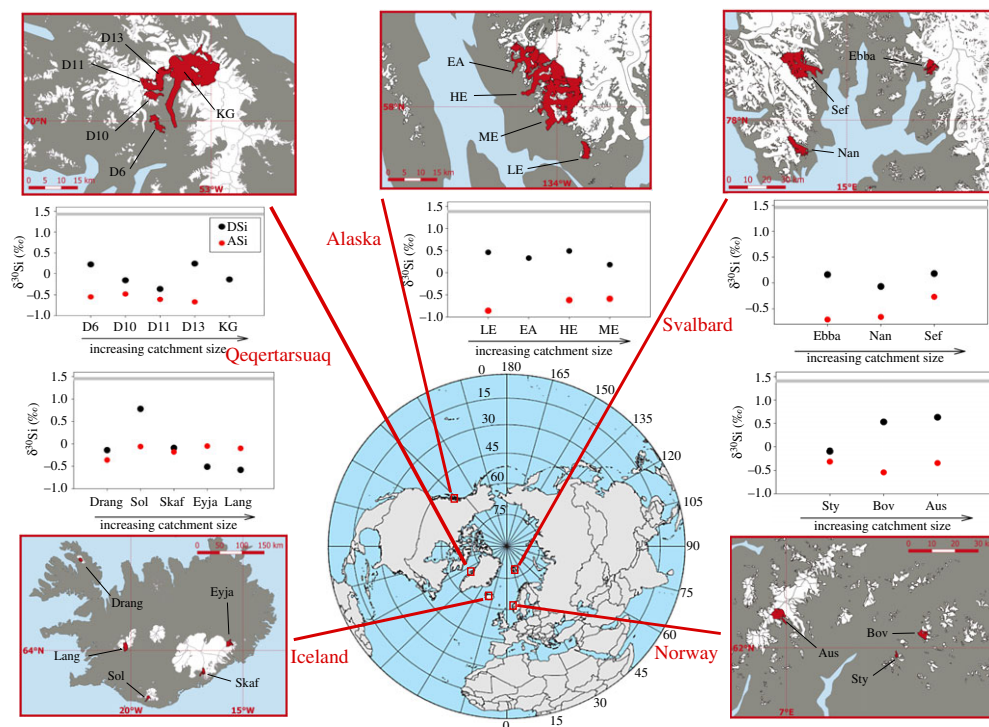 D13
D11
D10
D6
KG
70°N
53°W
0 5 10 15 km
EA
HE
ME
LE
58°N
134°W
0 5 10 15 km
Ebba
Sef
Nan
78°N
15°E
0 10 20 30 km
δ³⁰Si (‰)
1.5
1.0
0.5
0
−0.5
−1.0
DSi
ASi
D6 D10 D11 D13 KG
increasing catchment size
Qeqertarsuaq
δ³⁰Si (‰)
1.5
1.0
0.5
0
−0.5
−1.0
LE EA HE ME
increasing catchment size
Alaska
δ³⁰Si (‰)
1.5
1.0
0.5
0
−0.5
−1.0
Ebba Nan Sef
increasing catchment size
Svalbard
δ³⁰Si (‰)
1.5
1.0
0.5
0
−0.5
−1.0
Drang Sol Skaf Eyja Lang
increasing catchment size
Iceland
δ³⁰Si (‰)
1.5
1.0
0.5
0
−0.5
−1.0
Sty Bov Aus
increasing catchment size
Norway
0 180 165
150
135
120
105
90
75
60
45
30
15
0
15
30
45
60
75
0 50 100 150 km
Drang
Eyja
Lang
Sol
Skaf
64°N
20°W
15°W
0 10 20 30 k
Aus
Bov
Sty
62°N
7°E